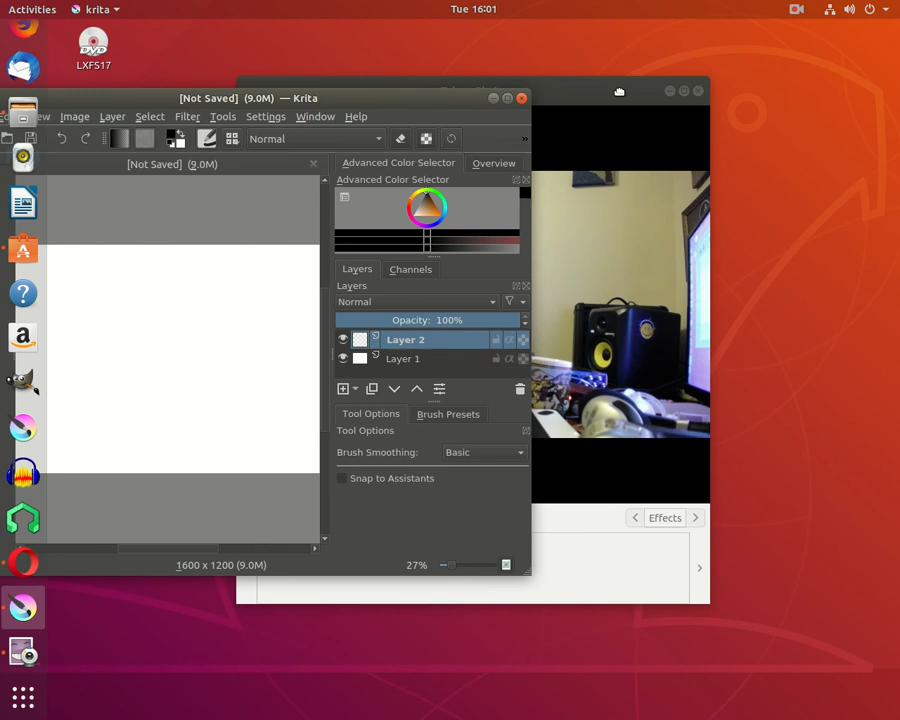 Activities krita Tue 16:01
LXFS17
[Not Saved] (9.0M) — Krita
Image Layer Select Filter Tools Settings Window Help
Normal »
[Not Saved] (9.0M)
Advanced Color Selector Overview
Advanced Color Selector
Layers Channels
Layers
Normal
Opacity: 100%
Layer 2
Layer 1
Tool Options Brush Presets
Tool Options
Brush Smoothing: Basic
Snap to Assistants
1600 x 1200 (9.0M) 27%
Effects